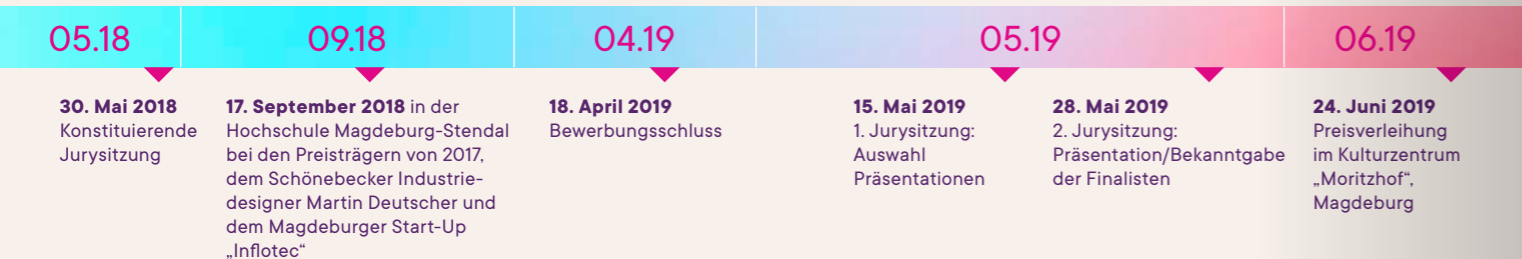 05.18
09.18
04.19
05.19
06.19
30. Mai 2018
Konstituierende
Jurysitzung
17. September 2018 in der
Hochschule Magdeburg-Stendal
bei den Preisträgern von 2017,
dem Schönebecker Industrie-
designer Martin Deutscher und
dem Magdeburger Start-Up
„Inflotec“
18. April 2019
Bewerbungsschluss
15. Mai 2019
1. Jurysitzung:
Auswahl
Präsentationen
28. Mai 2019
2. Jurysitzung:
Präsentation/Bekanntgabe
der Finalisten
24. Juni 2019
Preisverleihung
im Kulturzentrum
„Moritzhof“,
Magdeburg